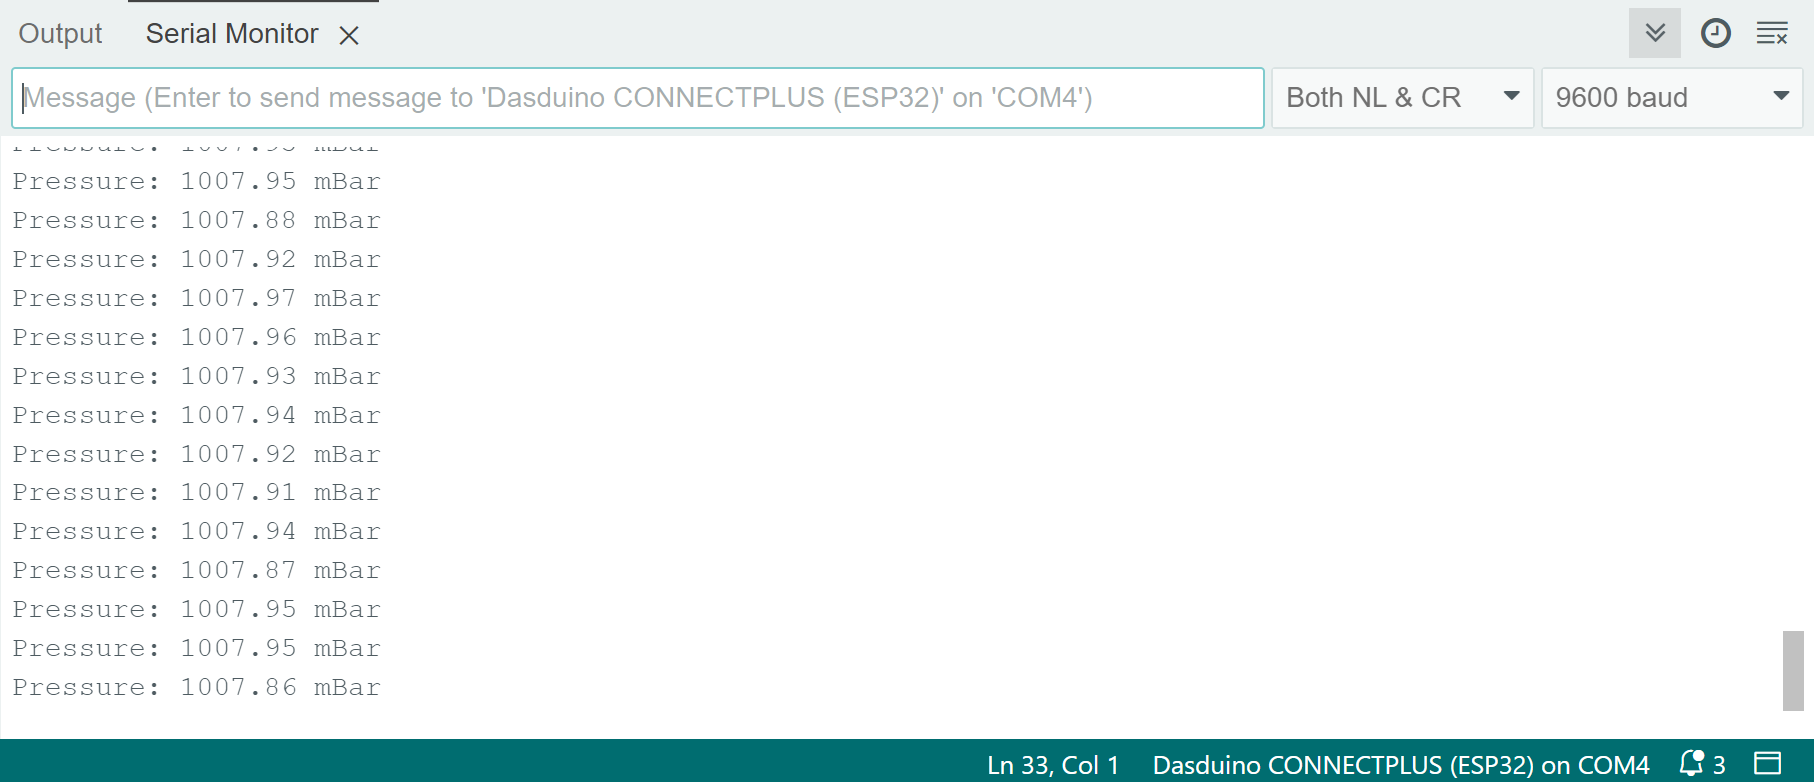 Output Serial Monitor
Message (Enter to send message to 'Dasduino CONNECTPLUS (ESP32)' on 'COM4') Both NL & CR 9600 baud
Pressure: 1007.95 mBar
Pressure: 1007.88 mBar
Pressure: 1007.92 mBar
Pressure: 1007.97 mBar
Pressure: 1007.96 mBar
Pressure: 1007.93 mBar
Pressure: 1007.94 mBar
Pressure: 1007.92 mBar
Pressure: 1007.91 mBar
Pressure: 1007.94 mBar
Pressure: 1007.87 mBar
Pressure: 1007.95 mBar
Pressure: 1007.95 mBar
Pressure: 1007.86 mBar
Ln 33, Col 1 Dasduino CONNECTPLUS (ESP32) on COM4 3